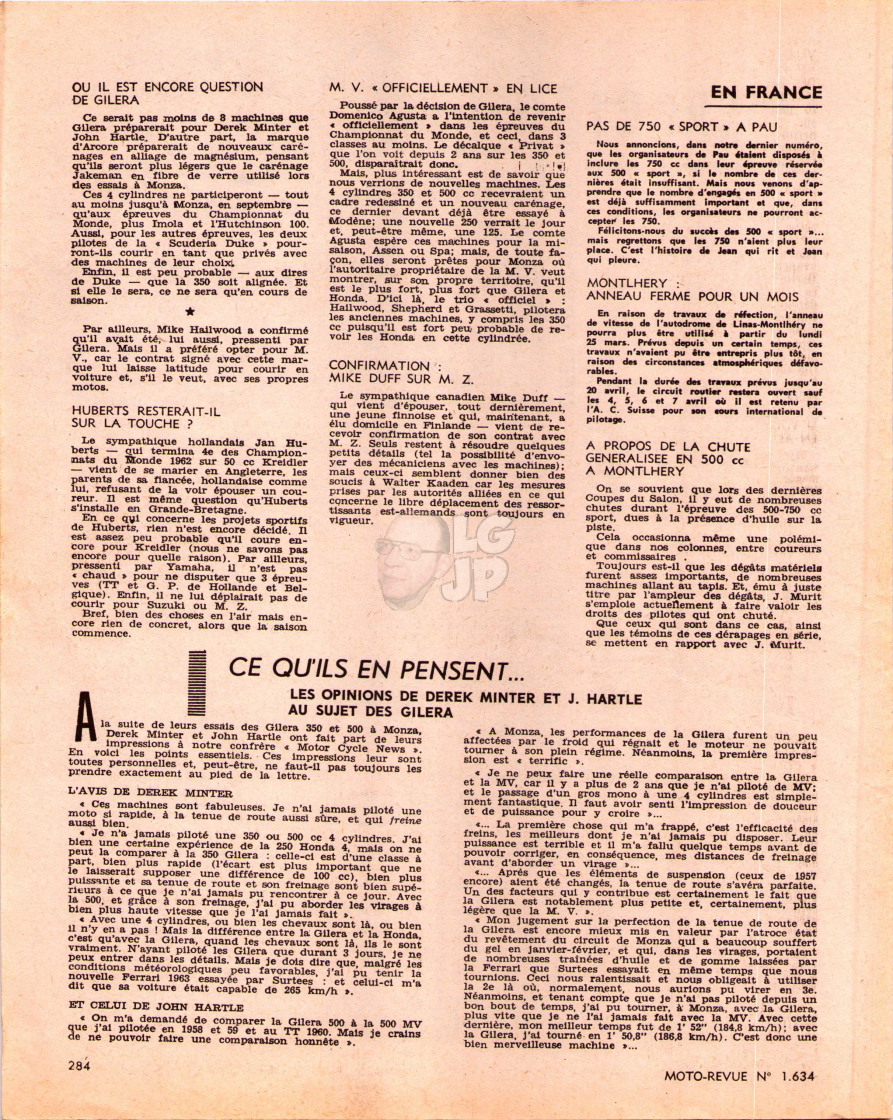 OU IL EST ENCORE QUESTION
DE GILERA
Ce serait pas moins de 8 machines que
Gilera préparerait pour Derek Minter et
John Hartle. D'autre part, la marque
d'Arcore préparerait de nouveaux caré-
nages en alliage de magnésium, pensant
qu'ils seront plus légers que le carénage
Jakeman en fibre de verre utilisé lors
des essais à Monza.
Ces 4 cylindres ne participeront — tout
au moins jusqu'à Monza, en septembre —
qu'aux épreuves du Championnat du
Monde, plus Imola et l'Hutchinson 100.
Aussi, pour les autres épreuves, les deux
pilotes de la « Scuderia Duke » pour-
ront-ils courir en tant que privés avec
des machines de leur choix.
Enfin, il est peu probable — aux dires
de Duke — que la 350 soit alignée. Et
si elle le sera, ce ne sera qu'en cours de
saison.
★
Par ailleurs, Mike Hailwood a confirmé
qu'il avait été, lui aussi, pressenti par
Gilera. Mais il a préféré opter pour M.
V., car le contrat signé avec cette mar-
que lui laisse latitude pour courir en
voiture et, s'il le veut, avec ses propres
motos.
HUBERTS RESTERAIT-IL
SUR LA TOUCHE ?
Le sympathique hollandais Jan Hu-
berts — qui termina 4e des Champion-
nats du Monde 1962 sur 50 cc Kreidler
— vient de se marier en Angleterre, les
parents de sa fiancée, hollandaise comme
lui, refusant de la voir épouser un cou-
reur. Il est même question qu'Huberts
s'installe en Grande-Bretagne.
En ce qui concerne les projets sportifs
de Huberts, rien n'est encore décidé. Il
est assez peu probable qu'il coure en-
core pour Kreidler (nous ne savons pas
encore pour quelle raison). Par ailleurs,
pressenti par Yamaha, il n'est pas
« chaud » pour ne disputer que 3 épreu-
ves (TT et G. P. de Hollande et Bel-
gique). Enfin, il ne lui déplairait pas de
courir pour Suzuki ou M. Z.
Bref, bien des choses en l'air mais en-
core rien de concret, alors que la saison
commence.
M. V. « OFFICIELLEMENT » EN LICE
Poussé par la décision de Gilera, le comte
Domenico Agusta a l'intention de revenir
« officiellement » dans les épreuves du
Championnat du Monde, et ceci, dans 3
classes au moins. Le décalque « Privat »
que l'on voit depuis 2 ans sur les 350 et
500, disparaîtrait donc.
Mais, plus intéressant est de savoir que
nous verrions de nouvelles machines. Les
4 cylindres 350 et 500 cc recevraient un
cadre redessiné et un nouveau carénage,
ce dernier devant déjà être essayé à
Modène; une nouvelle 250 verrait le jour
et, peut-être même, une 125. Le comte
Agusta espère ces machines pour la mi-
saison, Assen ou Spa; mais, de toute fa-
çon, elles seront prêtes pour Monza où
l'autoritaire propriétaire de la M. V. veut
montrer, sur son propre territoire, qu'il
est le plus fort, plus fort que Gilera et
Honda. D'ici là, le trio « officiel » :
Hailwood, Shepherd et Grassetti, pilotera
les anciennes machines, y compris les 350
cc puisqu'il est fort peu probable de re-
voir les Honda en cette cylindrée.
CONFIRMATION :
MIKE DUFF SUR M. Z.
Le sympathique canadien Mike Duff —
qui vient d'épouser, tout dernièrement,
une jeune finnoise et qui, maintenant, a
élu domicile en Finlande — vient de re-
cevoir confirmation de son contrat avec
M. Z. Seuls restent à résoudre quelques
petits détails (tel la possibilité d'envo-
yer des mécaniciens avec les machines);
mais ceux-ci semblent donner bien des
soucis à Walter Kaaden car les mesures
prises par les autorités alliées en ce qui
concerne le libre déplacement des ressor-
tissants est-allemands sont toujours en
vigueur.
LG
JP
EN FRANCE
PAS DE 750 « SPORT » A PAU
Nous annoncions, dans notre dernier numéro,
que les organisateurs de Pau étaient disposés à
inclure les 750 cc dans leur épreuve réservée
aux 500 « sport », si le nombre de ces der-
nières était insuffisant. Mais nous venons d'ap-
prendre que le nombre d'engagés en 500 « sport »
est déjà suffisamment important et que, dans
ces conditions, les organisateurs ne pourront ac-
cepter les 750.
Félicitons-nous du succès des 500 « sport »...
mais regrettons que les 750 n'aient plus leur
place. C'est l'histoire de Jean qui rit et Jean
qui pleure.
MONTLHERY :
ANNEAU FERME POUR UN MOIS
En raison de travaux de réfection, l'anneau
de vitesse de l'autodrome de Linas-Montlhéry ne
pourra plus être utilisé à partir du lundi
25 mars. Prévus depuis un certain temps, ces
travaux n'avaient pu être entrepris plus tôt, en
raison des circonstances atmosphériques défavo-
rables.
Pendant la durée des travaux prévus jusqu'au
20 avril, le circuit routier restera ouvert sauf
les 4, 5, 6 et 7 avril où il est retenu par
l'A. C. Suisse pour son cours international de
pilotage.
A PROPOS DE LA CHUTE
GENERALISEE EN 500 cc
A MONTLHERY
On se souvient que lors des dernières
Coupes du Salon, il y eut de nombreuses
chutes durant l'épreuve des 500-750 cc
sport, dues à la présence d'huile sur la
piste.
Cela occasionna même une polémi-
que dans nos colonnes, entre coureurs
et commissaires .
Toujours est-il que les dégâts matériels
furent assez importants, de nombreuses
machines allant au tapis. Et, ému à juste
titre par l'ampleur des dégâts, J. Murit
s'emploie actuellement à faire valoir les
droits des pilotes qui ont chuté.
Que ceux qui sont dans ce cas, ainsi
que les témoins de ces dérapages en série,
se mettent en rapport avec J. Murit.
CE QU'ILS EN PENSENT...
LES OPINIONS DE DEREK MINTER ET J. HARTLE
AU SUJET DES GILERA
A la suite de leurs essais des Gilera 350 et 500 à Monza,
Derek Minter et John Hartle ont fait part de leurs
impressions à notre confrère « Motor Cycle News ».
En voici les points essentiels. Ces impressions leur sont
toutes personnelles et, peut-être, ne faut-il pas toujours les
prendre exactement au pied de la lettre.
L'AVIS DE DEREK MINTER
« Ces machines sont fabuleuses. Je n'ai jamais piloté une
moto si rapide, à la tenue de route aussi sûre, et qui freine
aussi bien.
« Je n'a jamais piloté une 350 ou 500 cc 4 cylindres. J'ai
bien une certaine expérience de la 250 Honda 4, mais on ne
peut la comparer à la 350 Gilera : celle-ci est d'une classe à
part, bien plus rapide (l'écart est plus important que ne
le laisserait supposer une différence de 100 cc), bien plus
puissante et sa tenue de route et son freinage sont bien supé-
rieurs à ce que je n'ai jamais pu rencontrer à ce jour. Avec
la 500, et grâce à son freinage, j'ai pu aborder les virages à
bien plus haute vitesse que je l'ai jamais fait ».
« Avec une 4 cylindres, ou bien les chevaux sont là, ou bien
il n'y en a pas ! Mais la différence entre la Gilera et la Honda,
c'est qu'avec la Gilera, quand les chevaux sont là, ils le sont
vraiment. N'ayant piloté les Gilera que durant 3 jours, je ne
peux entrer dans les détails. Mais je dois dire que, malgré les
conditions météorologiques peu favorables, j'ai pu tenir la
nouvelle Ferrari 1963 essayée par Surtees : et celui-ci m'a
dit que sa voiture était capable de 265 km/h ».
ET CELUI DE JOHN HARTLE
« On m'a demandé de comparer la Gilera 500 à la 500 MV
que j'ai pilotée en 1958 et 59 et au TT 1960. Mais je crains
de ne pouvoir faire une comparaison honnête ».
« A Monza, les performances de la Gilera furent un peu
affectées par le froid qui régnait et le moteur ne pouvait
tourner à son plein régime. Néanmoins, la première impres-
sion est « terrific ».
« Je ne peux faire une réelle comparaison entre la Gilera
et la MV, car il y a plus de 2 ans que je n'ai piloté de MV;
et le passage d'un gros mono à une 4 cylindres est simple-
ment fantastique. Il faut avoir senti l'impression de douceur
et de puissance pour y croire »...
«... La première chose qui m'a frappé, c'est l'efficacité des
freins, les meilleurs dont je n'ai jamais pu disposer. Leur
puissance est terrible et il m'a fallu quelque temps avant de
pouvoir corriger, en conséquence, mes distances de freinage
avant d'aborder un virage »...
«... Après que les éléments de suspension (ceux de 1957
encore) aient été changés, la tenue de route s'avéra parfaite.
Un des facteurs qui y contribue est certainement le fait que
la Gilera est notablement plus petite et, certainement, plus
légère que la M. V. ».
« Mon jugement sur la perfection de la tenue de route de
la Gilera est encore mieux mis en valeur par l'atroce état
du revêtement du circuit de Monza qui a beaucoup souffert
du gel en janvier-février, et qui, dans les virages, portaient
de nombreuses traînées d'huile et de gomme laissées par
la Ferrari que Surtees essayait en même temps que nous
tournions. Ceci nous ralentissait et nous obligeait à utiliser
la 2e là où, normalement, nous aurions pu virer en 3e.
Néanmoins, et tenant compte que je n'ai pas piloté depuis un
bon bout de temps, j'ai pu tourner, à Monza, avec la Gilera,
plus vite que je ne l'ai jamais fait avec la MV. Avec cette
dernière, mon meilleur temps fut de 1' 52" (184,8 km/h); avec
la Gilera, j'ai tourné en 1' 50,8" (186,8 km/h). C'est donc une
bien merveilleuse machine »...
284
MOTO-REVUE N° 1.634